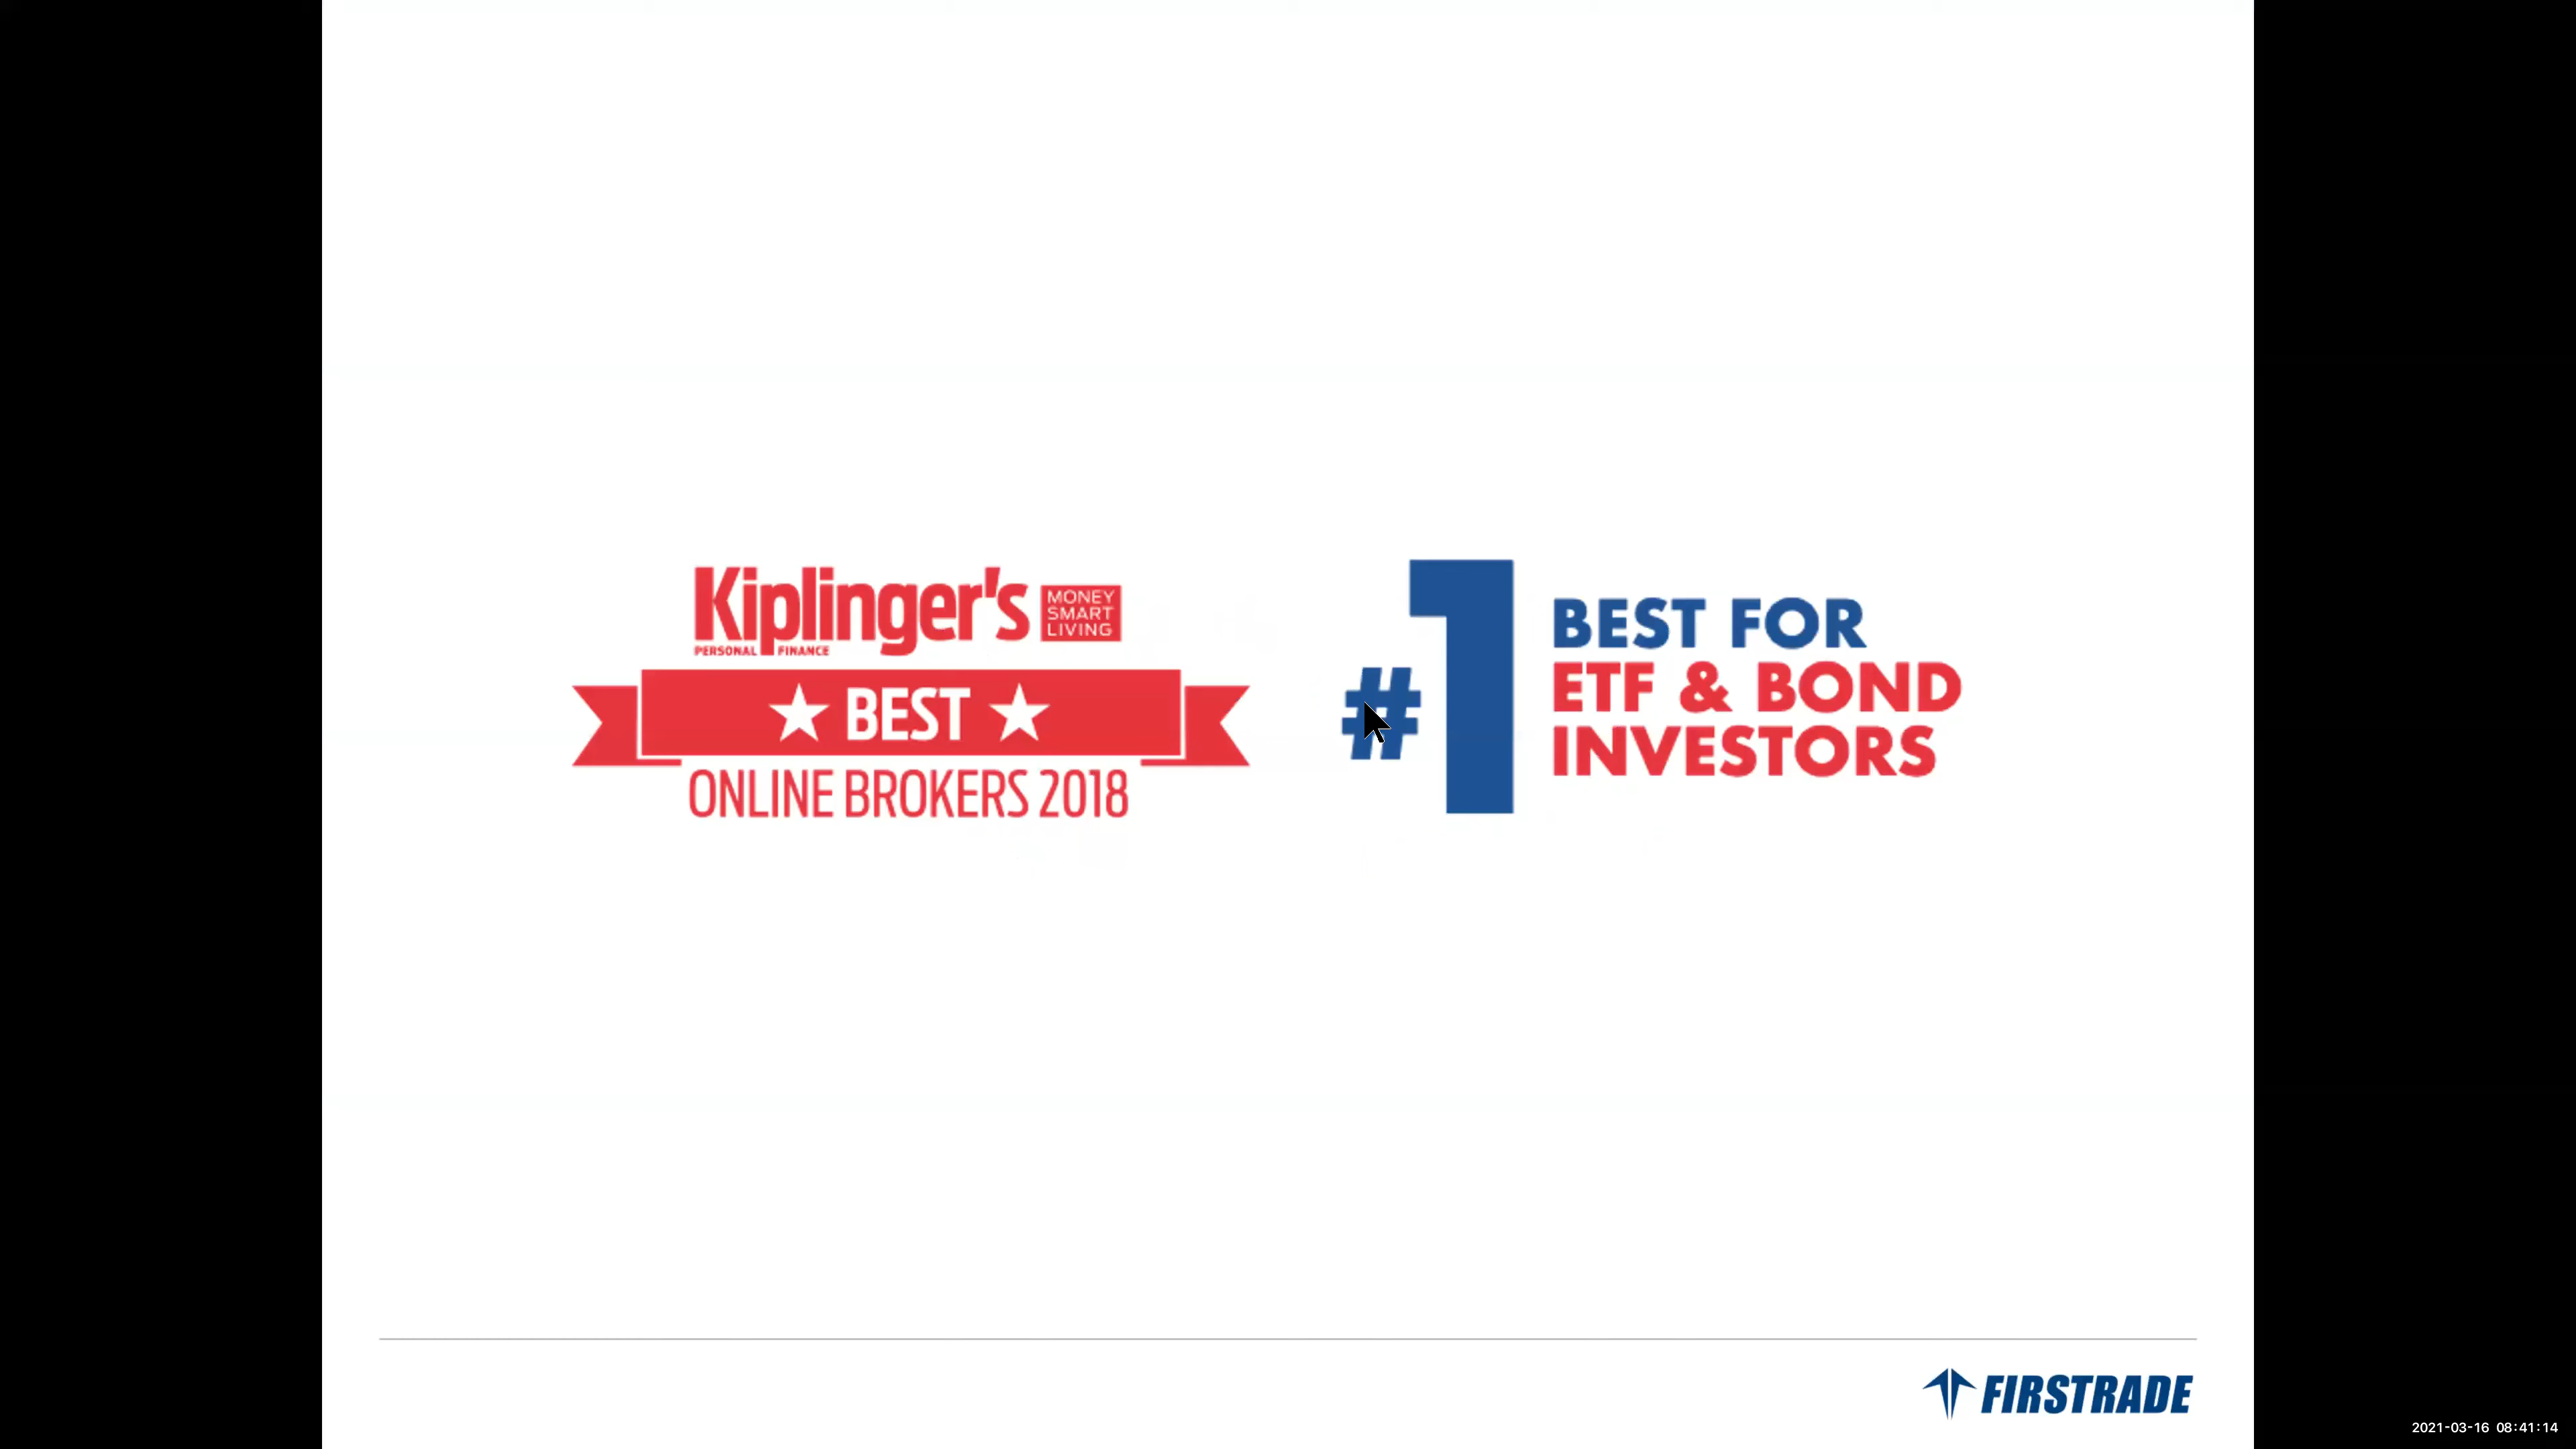 Kiplinger's
PERSONAL FINANCE
MONEY
SMART
LIVING
BEST
ONLINE BROKERS 2018
#1
BEST FOR
ETF & BOND
INVESTORS
FIRSTRADE
2021-03-16 08:41:14